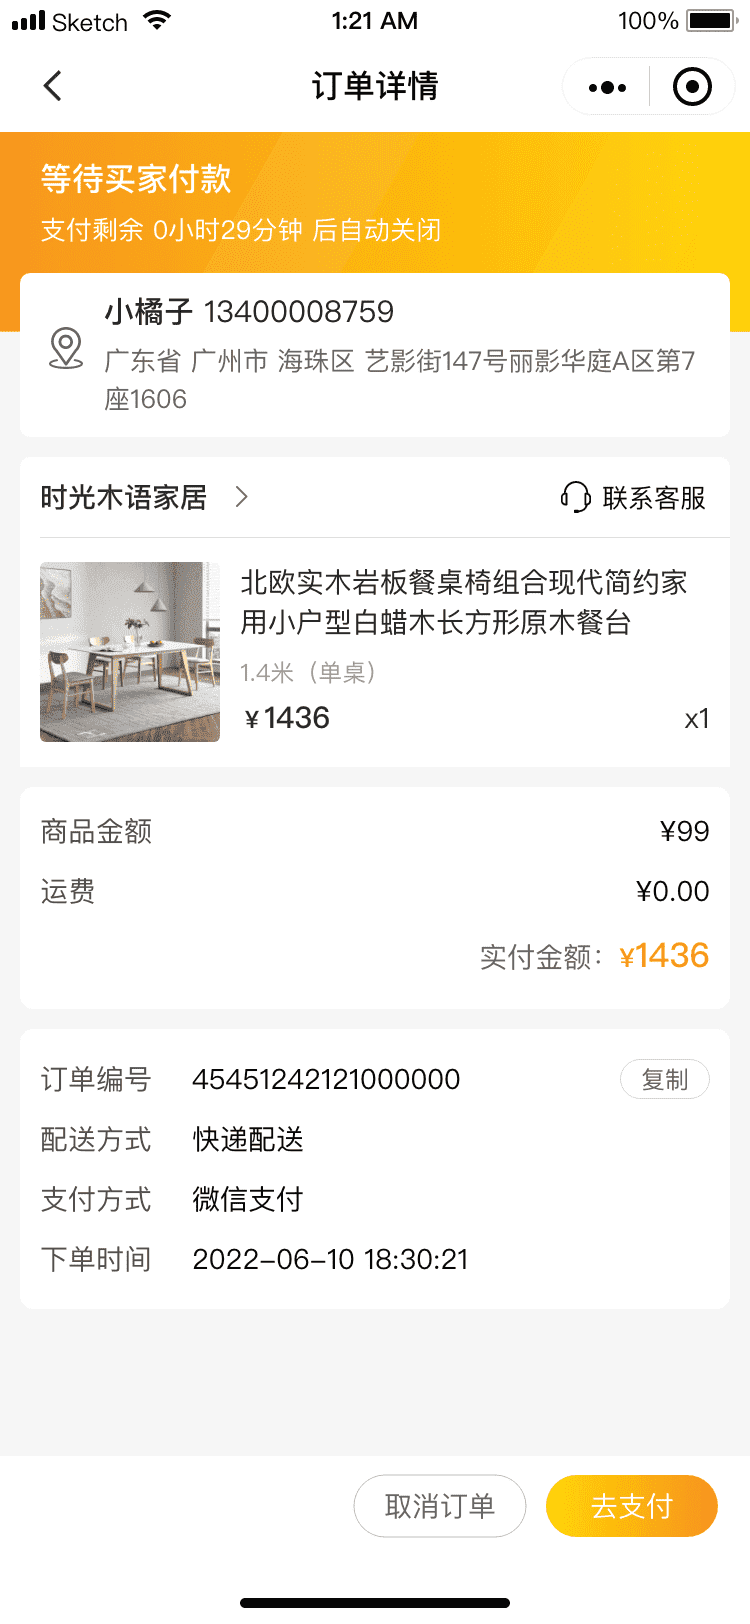 Sketch 1:21 AM 100%
订单详情
等待买家付款
支付剩余 0小时29分钟 后自动关闭
小橘子 13400008759
广东省 广州市 海珠区 艺影街147号丽影华庭A区第7
座1606
时光木语家居 联系客服
北欧实木岩板餐桌椅组合现代简约家
用小户型白蜡木长方形原木餐台
1.4米（单桌）
¥1436 x1
商品金额 ¥99
运费 ¥0.00
实付金额： ¥1436
订单编号 45451242121000000 复制
配送方式 快递配送
支付方式 微信支付
下单时间 2022-06-10 18:30:21
取消订单 去支付